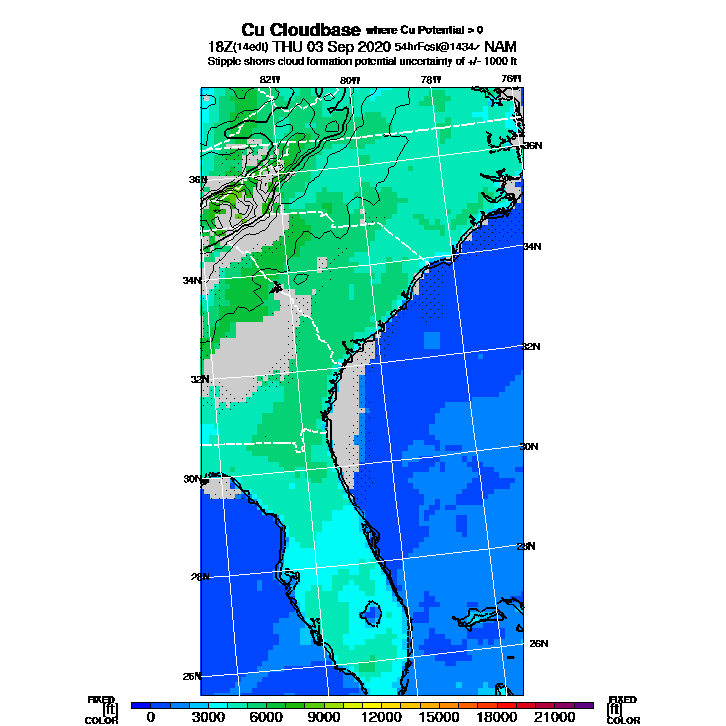 Cu Cloudbase where Cu Potential > 0
18Z(14edt) THU 03 Sep 2020 54hrFcst@1434z NAM
Stipple shows cloud formation potential uncertainty of +/- 1000 ft
82W 80W 78W 76W
36N
36N
34N
34N
32N
32N
30N
30N
28N
28N
26N
26N
FIXED FIXED
[ft] [ft]
COLOR 0 3000 6000 9000 12000 15000 18000 21000 COLOR